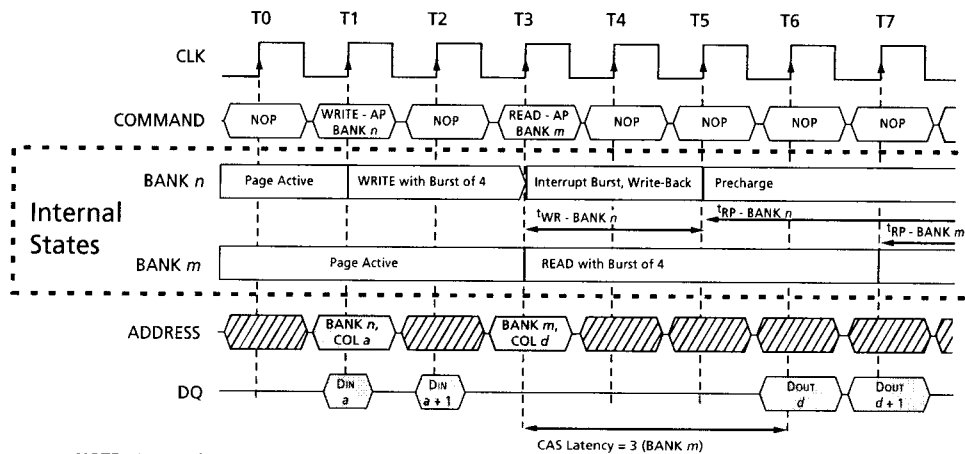 T0 T1 T2 T3 T4 T5 T6 T7
CLK
COMMAND NOP WRITE - AP BANK n NOP READ - AP BANK m NOP NOP NOP NOP
Internal States
BANK n Page Active WRITE with Burst of 4 Interrupt Burst, Write-Back Precharge
tWR - BANK n tRP - BANK n
tRP - BANK m
BANK m Page Active READ with Burst of 4
ADDRESS BANK n, COL a BANK m, COL d
DQ DIN a DIN a + 1 DOUT d DOUT d + 1
CAS Latency = 3 (BANK m)